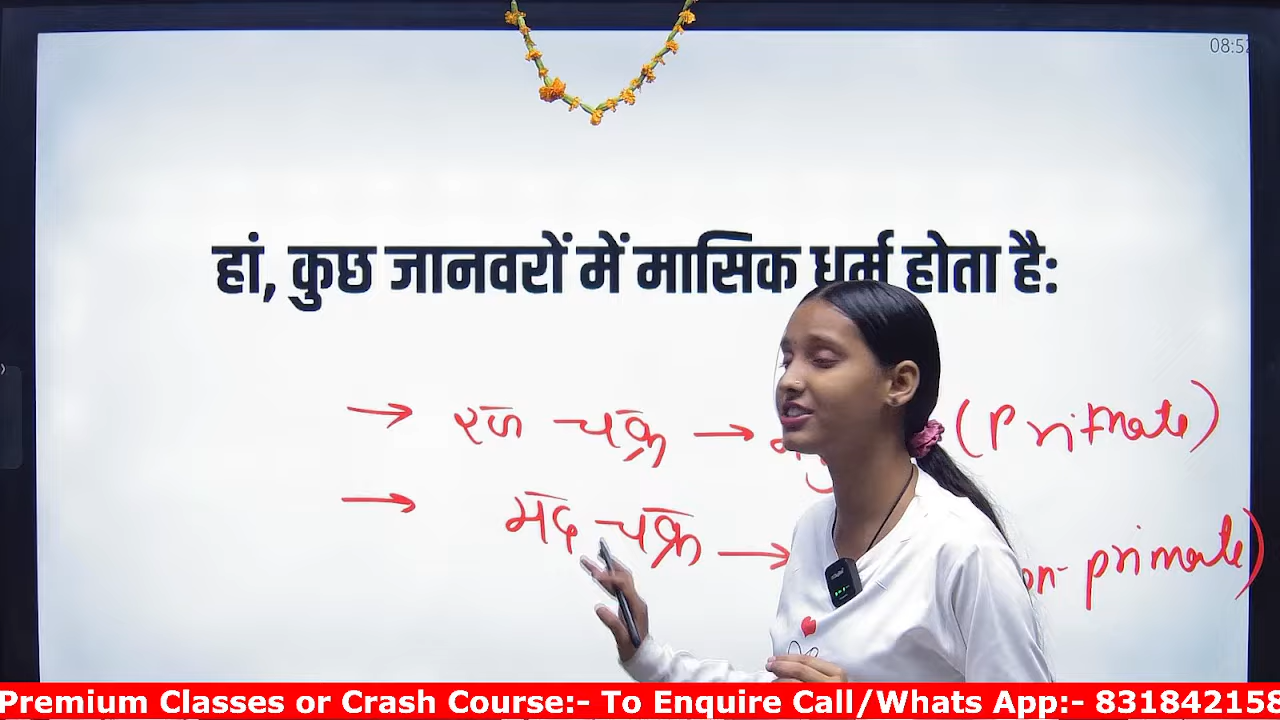 08:5
हां, कुछ जानवरों में मासिक धर्म होता है:
→ रज चक्र → (Primate)
→ मद चक्र → on-primate)
Premium Classes or Crash Course:- To Enquire Call/Whats App:- 831842158